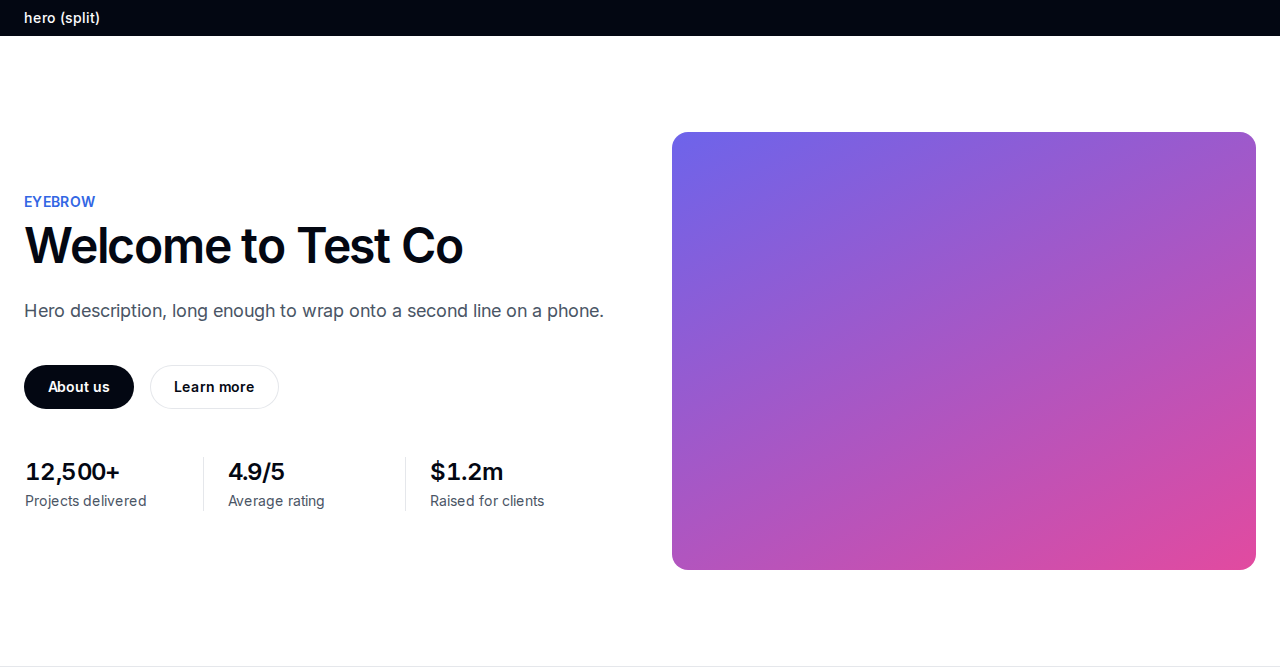 hero (split)
EYEBROW
Welcome to Test Co
Hero description, long enough to wrap onto a second line on a phone.
About us
Learn more
12,500+
Projects delivered
4.9/5
Average rating
$1.2m
Raised for clients